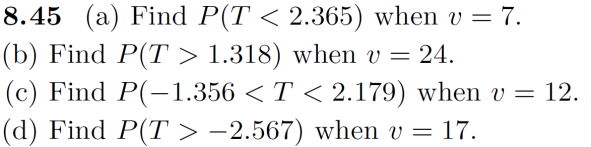 8.45 (a) Find P(T < 2.365) when v = 7.
(b) Find P(T > 1.318) when v = 24.
(c) Find P(−1.356 < T < 2.179) when v = 12.
(d) Find P(T > −2.567) when v = 17.